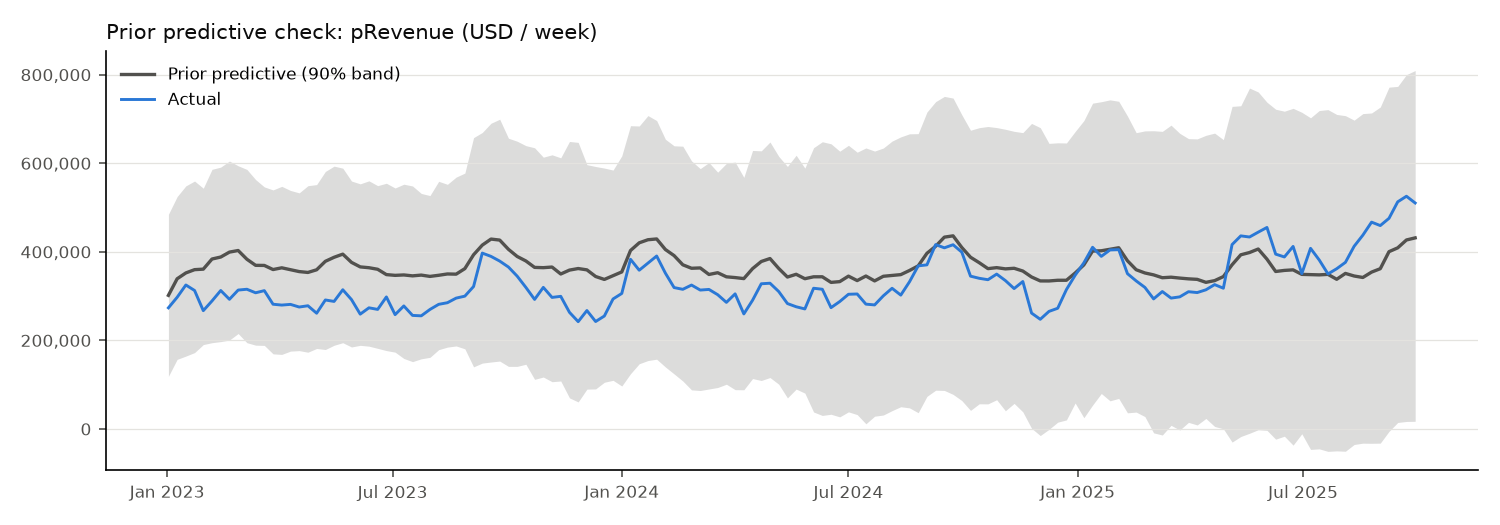 Prior predictive check: pRevenue (USD / week)
Prior predictive (90% band)
Actual
800,000
600,000
400,000
200,000
0
Jan 2023 Jul 2023 Jan 2024 Jul 2024 Jan 2025 Jul 2025